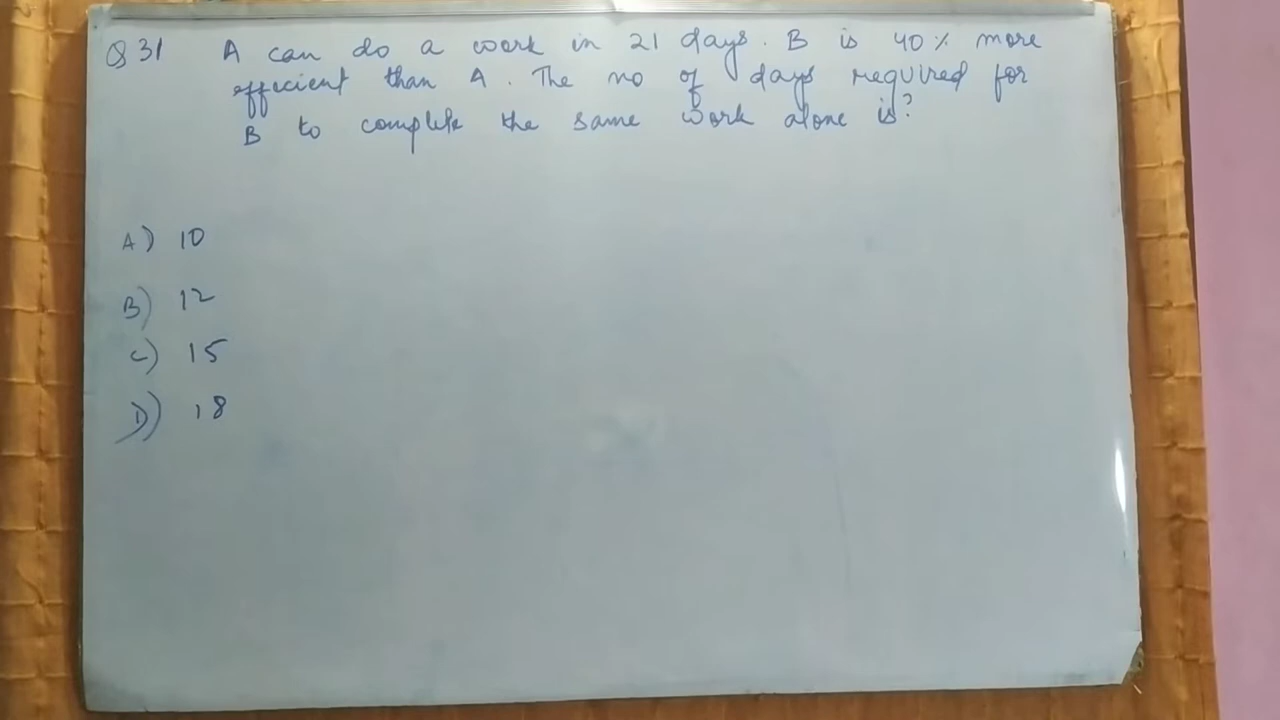 Q 31 A can do a work in 21 days. B is 40% more
efficient than A. The no of days required for
B to complete the same work alone is?
A) 10
B) 12
C) 15
D) 18